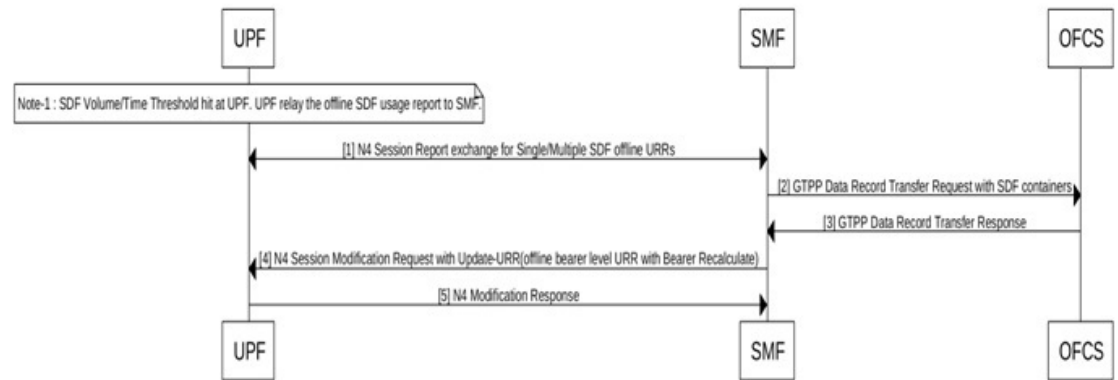 UPF
SMF
OFCS
Note-1 : SDF Volume/Time Threshold hit at UPF. UPF relay the offline SDF usage report to SMF.
[1] N4 Session Report exchange for Single/Multiple SDF offline URRs
[2] GTPP Data Record Transfer Request with SDF containers
[3] GTPP Data Record Transfer Response
[4] N4 Session Modification Request with Update-URR(offline bearer level URR with Bearer Recalculate)
[5] N4 Modification Response
UPF
SMF
OFCS